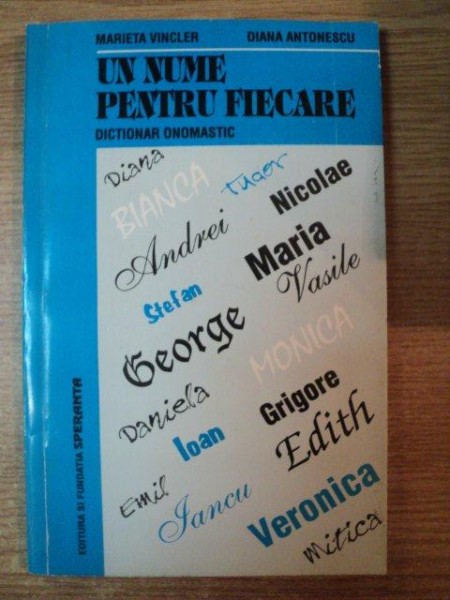 MARIETA VINCLER DIANA ANTONESCU
UN NUME
PENTRU FIECARE
DICTIONAR ONOMASTIC
Diana
BIANCA
Tudor
Nicolae
Andrei
Maria
Stefan
Vasile
George
MONICA
Daniela
Grigore
Ioan
Edith
Emil
Iancu
Veronica
Mitica
EDITURA SI FUNDATIA SPERANTA